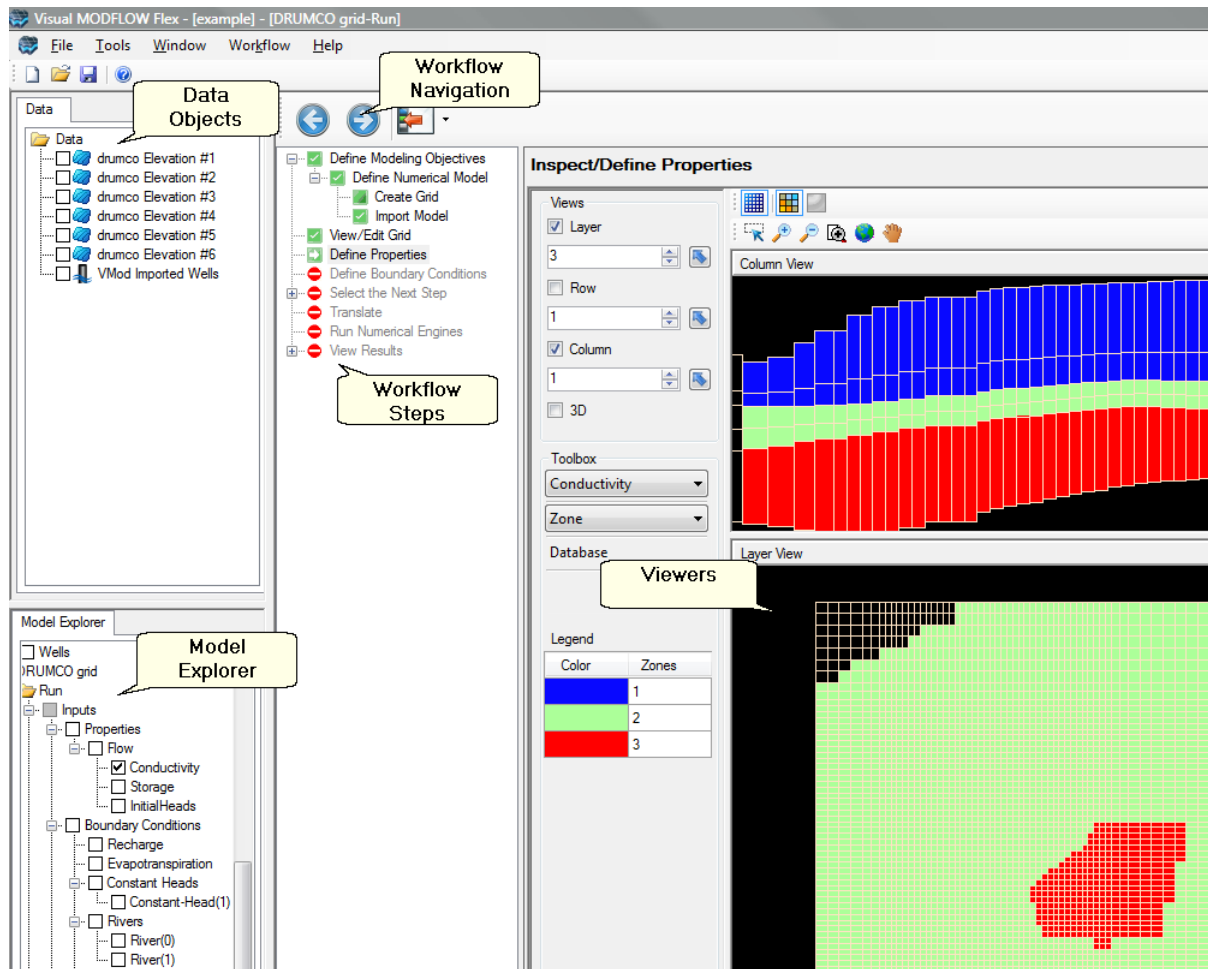 Visual MODFLOW Flex - [example] - [DRUMCO grid-Run]
File Tools Window Workflow Help
Workflow
Navigation
Data
Objects
Data
Data
drumco Elevation #1
drumco Elevation #2
drumco Elevation #3
drumco Elevation #4
drumco Elevation #5
drumco Elevation #6
VMod Imported Wells
Define Modeling Objectives
Define Numerical Model
Create Grid
Import Model
View/Edit Grid
Define Properties
Define Boundary Conditions
Select the Next Step
Translate
Run Numerical Engines
View Results
Workflow
Steps
Inspect/Define Properties
Views
Layer
3
Row
1
Column
1
3D
Toolbox
Conductivity
Zone
Database
Legend
Color Zones
1
2
3
Column View
Layer View
Viewers
Model Explorer
Model
Explorer
Wells
DRUMCO grid
Run
Inputs
Properties
Flow
Conductivity
Storage
InitialHeads
Boundary Conditions
Recharge
Evapotranspiration
Constant Heads
Constant-Head(1)
Rivers
River(0)
River(1)